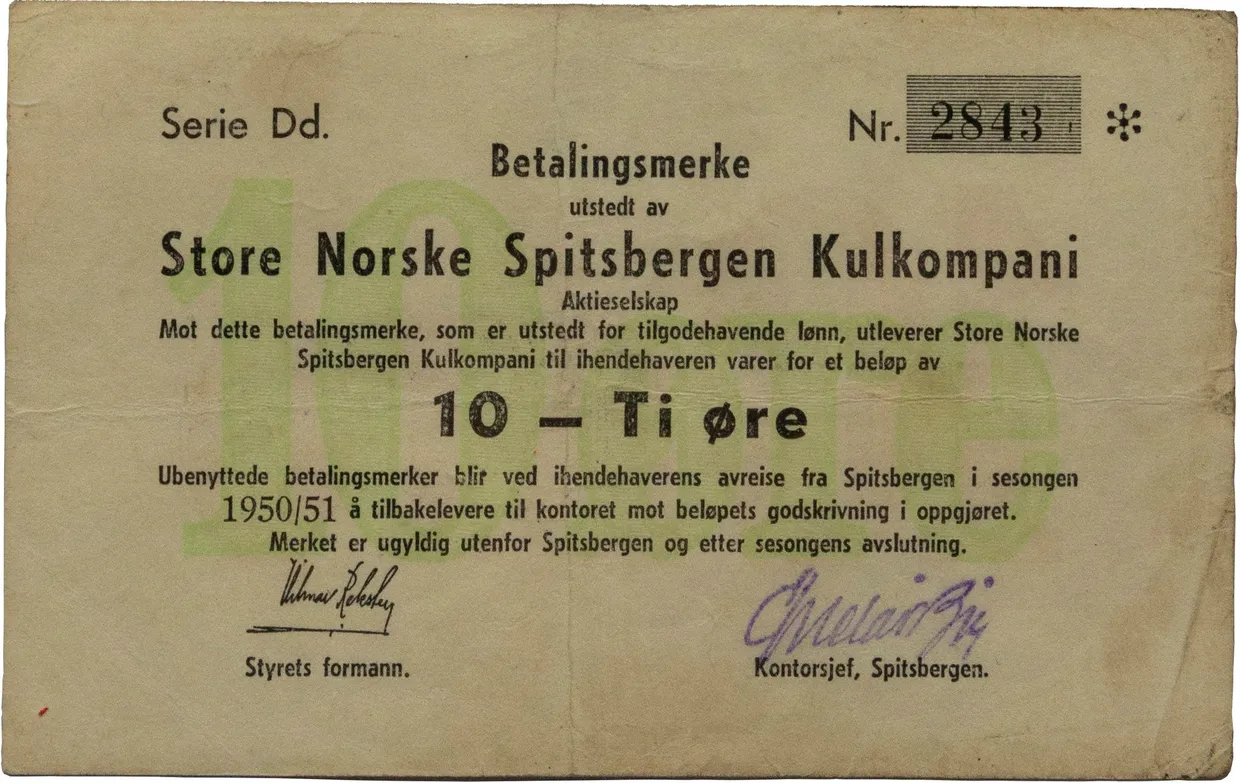 Serie Dd.
Nr. 2843 *
Betalingsmerke
utstedt av
Store Norske Spitsbergen Kulkompani
Aktieselskap
Mot dette betalingsmerke, som er utstedt for tilgodehavende lønn, utleverer Store Norske
Spitsbergen Kulkompani til ihendehaveren varer for et beløp av
10 — Ti øre
Ubenyttede betalingsmerker blir ved ihendehaverens avreise fra Spitsbergen i sesongen
1950/51 å tilbakelevere til kontoret mot beløpets godskrivning i oppgjøret.
Merket er ugyldig utenfor Spitsbergen og etter sesongens avslutning.
Styrets formann.
Kontorsjef, Spitsbergen.
10 øre